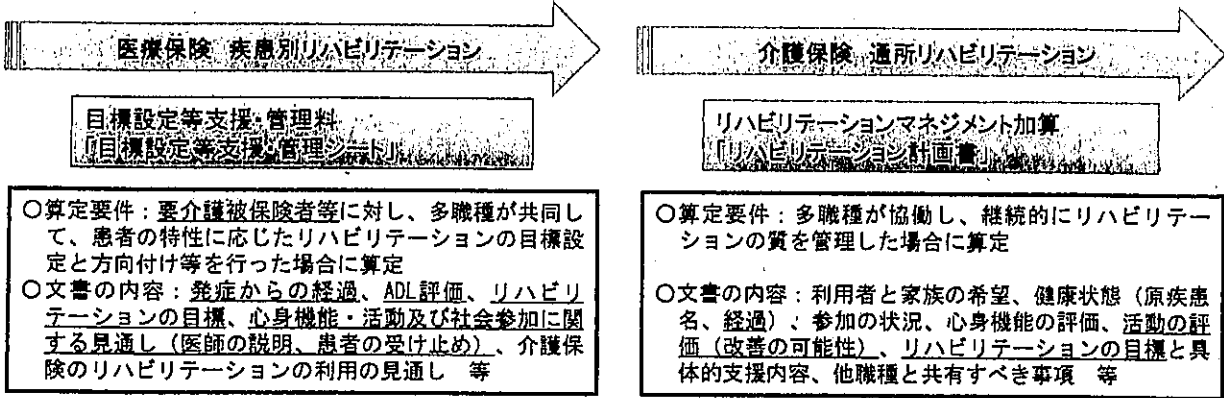 医療保険 疾患別リハビリテーション
目標設定等支援・管理料
「目標設定等支援・管理シート」
○算定要件：要介護被保険者等に対し、多職種が共同し
て、患者の特性に応じたリハビリテーションの目標設
定と方向付け等を行った場合に算定
○文書の内容：発症からの経過、ADL評価、リハビリ
テーションの目標、心身機能・活動及び社会参加に関
する見通し（医師の説明、患者の受け止め）、介護保
険のリハビリテーションの利用の見通し　等
介護保険 通所リハビリテーション
リハビリテーションマネジメント加算
「リハビリテーション計画書」
○算定要件：多職種が協働し、継続的にリハビリテー
ションの質を管理した場合に算定
○文書の内容：利用者と家族の希望、健康状態（原疾患
名、経過）、参加の状況、心身機能の評価、活動の評
価（改善の可能性）、リハビリテーションの目標と具
体的支援内容、他職種と共有すべき事項　等